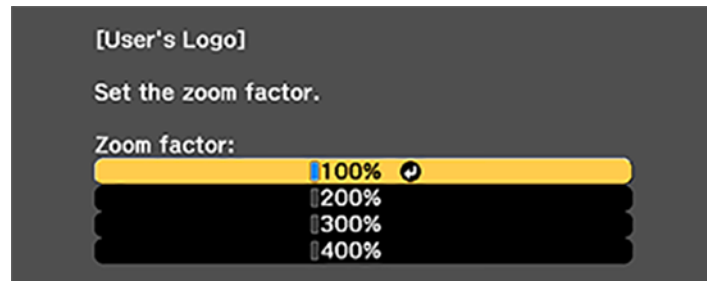 [User's Logo]
Set the zoom factor.
Zoom factor:
100%
200%
300%
400%